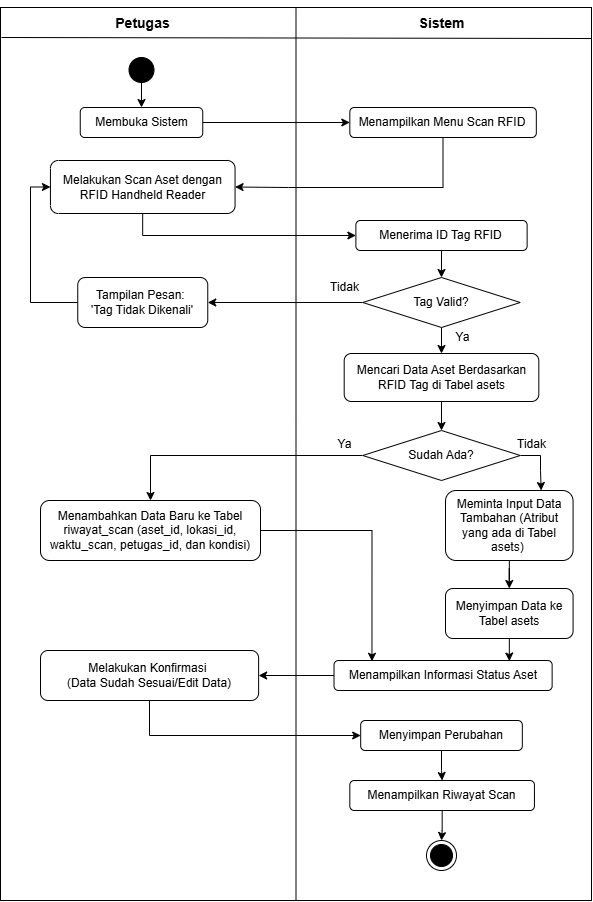 Petugas
Sistem
Membuka Sistem
Menampilkan Menu Scan RFID
Melakukan Scan Aset dengan
RFID Handheld Reader
Menerima ID Tag RFID
Tidak
Tag Valid?
Tampilan Pesan:
'Tag Tidak Dikenali'
Ya
Mencari Data Aset Berdasarkan
RFID Tag di Tabel asets
Ya
Sudah Ada?
Tidak
Menambahkan Data Baru ke Tabel
riwayat_scan (aset_id, lokasi_id,
waktu_scan, petugas_id, dan kondisi)
Meminta Input Data
Tambahan (Atribut
yang ada di Tabel
asets)
Menyimpan Data ke
Tabel asets
Melakukan Konfirmasi
(Data Sudah Sesuai/Edit Data)
Menampilkan Informasi Status Aset
Menyimpan Perubahan
Menampilkan Riwayat Scan